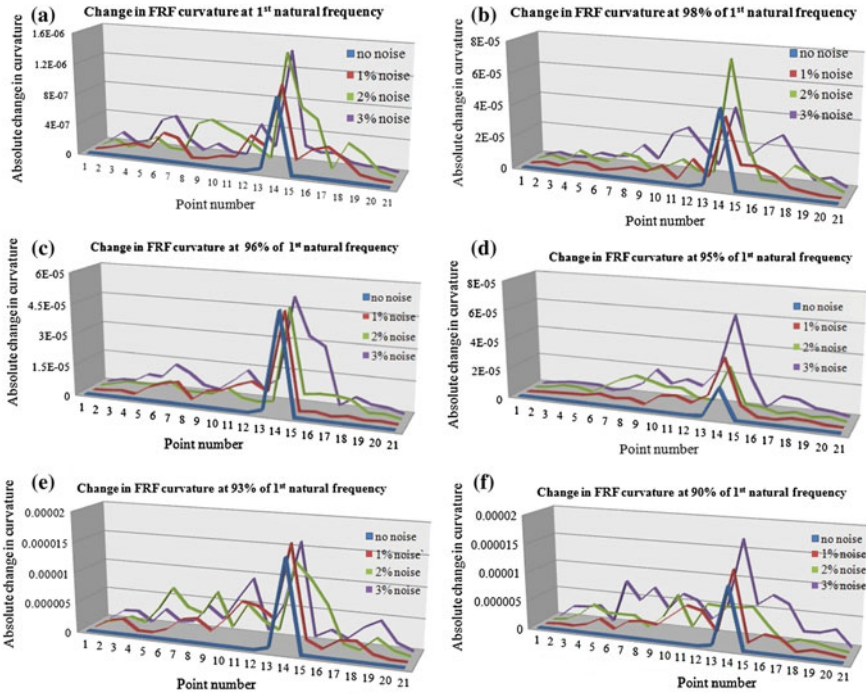 (a)
Change in FRF curvature at 1st natural frequency
Absolute change in curvature
1.6E-06
1.2E-06
8E-07
4E-07
0
no noise
1% noise
2% noise
3% noise
1 2 3 4 5 6 7 8 9 10 11 12 13 14 15 16 17 18 19 20 21
Point number
(b)
Change in FRF curvature at 98% of 1st natural frequency
Absolute change in curvature
8E-05
6E-05
4E-05
2E-05
0
no noise
1% noise
2% noise
3% noise
1 2 3 4 5 6 7 8 9 10 11 12 13 14 15 16 17 18 19 20 21
Point number
(c)
Change in FRF curvature at 96% of 1st natural frequency
Absolute change in curvature
6E-05
4.5E-05
3E-05
1.5E-05
0
no noise
1% noise
2% noise
3% noise
1 2 3 4 5 6 7 8 9 10 11 12 13 14 15 16 17 18 19 20 21
Point number
(d)
Change in FRF curvature at 95% of 1st natural frequency
Absolute change in curvature
8E-05
6E-05
4E-05
2E-05
0
no noise
1% noise
2% noise
3% noise
1 2 3 4 5 6 7 8 9 10 11 12 13 14 15 16 17 18 19 20 21
Point number
(e)
Change in FRF curvature at 93% of 1st natural frequency
Absolute change in curvature
0.00002
0.000015
0.00001
0.000005
0
no noise
1% noise`
2% noise
3% noise
1 2 3 4 5 6 7 8 9 10 11 12 13 14 15 16 17 18 19 20 21
Point number
(f)
Change in FRF curvature at 90% of 1st natural frequency
Absolute change in curvature
0.00002
0.000015
0.00001
0.000005
0
no noise
1% noise
2% noise
3% noise
1 2 3 4 5 6 7 8 9 10 11 12 13 14 15 16 17 18 19 20 21
Point number